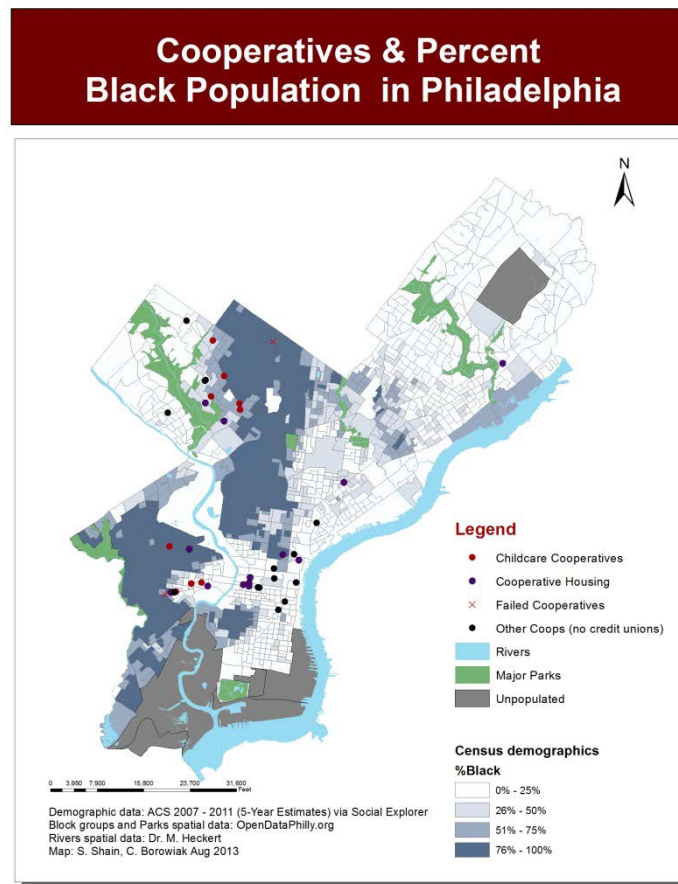 Cooperatives & Percent
Black Population in Philadelphia
N
Legend
Childcare Cooperatives
Cooperative Housing
Failed Cooperatives
Other Coops (no credit unions)
Rivers
Major Parks
Unpopulated
Census demographics
%Black
0% - 25%
26% - 50%
51% - 75%
76% - 100%
0 3,950 7,900 15,800 23,700 31,600
Feet
Demographic data: ACS 2007 - 2011 (5-Year Estimates) via Social Explorer
Block groups and Parks spatial data: OpenDataPhilly.org
Rivers spatial data: Dr. M. Heckert
Map: S. Shain, C. Borowiak Aug 2013